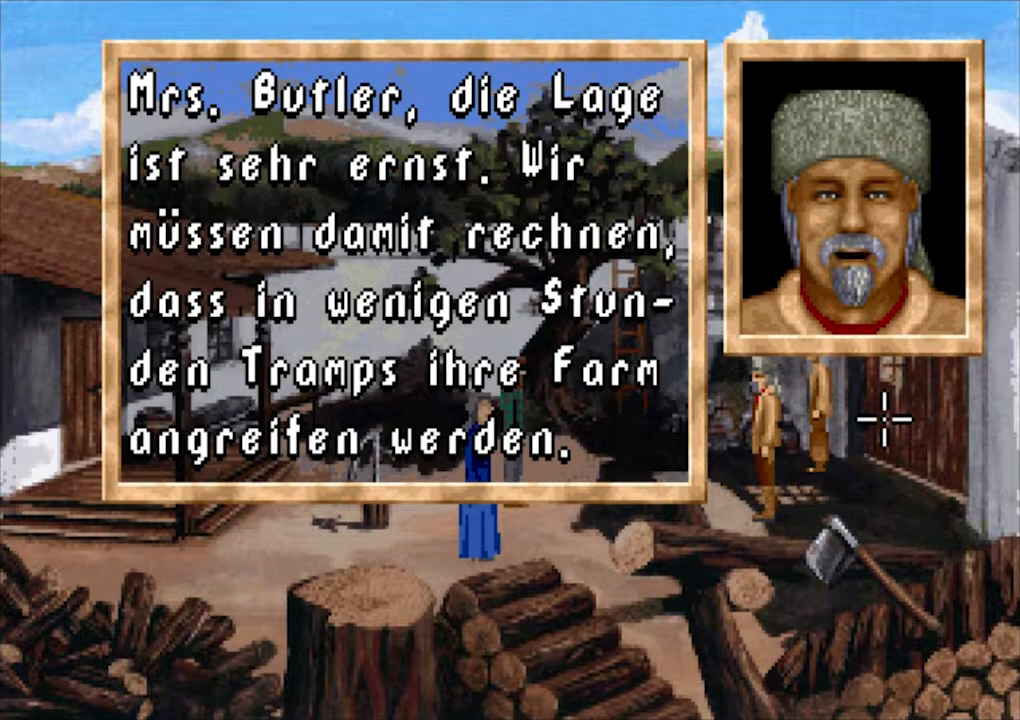 Mrs. Butler, die Lage
ist sehr ernst. Wir
müssen damit rechnen,
dass in wenigen Stun-
den Tramps ihre Farm
angreifen werden.